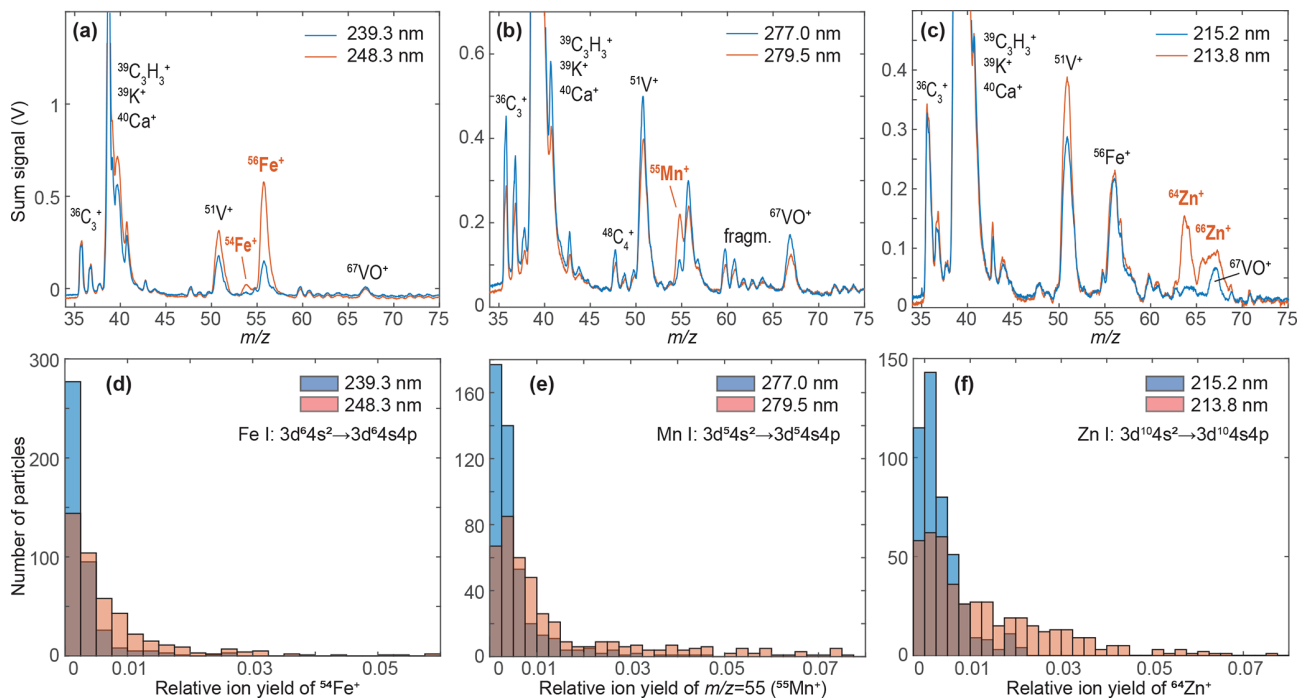 (a)
239.3 nm
248.3 nm
³⁹C₃H₃⁺
³⁹K⁺
⁴⁰Ca⁺
³⁶C₃⁺
⁵⁶Fe⁺
⁵¹V⁺
⁵⁴Fe⁺
⁶⁷VO⁺
Sum signal (V)
1
0.5
0
35 40 45 50 55 60 65 70 75
m/z
(b)
277.0 nm
279.5 nm
³⁹C₃H₃⁺
³⁹K⁺
⁴⁰Ca⁺
³⁶C₃⁺
⁵¹V⁺
⁵⁵Mn⁺
⁴⁸C₄⁺
fragm.
⁶⁷VO⁺
0.6
0.4
0.2
0
35 40 45 50 55 60 65 70 75
m/z
(c)
215.2 nm
213.8 nm
³⁹C₃H₃⁺
³⁹K⁺
⁴⁰Ca⁺
³⁶C₃⁺
⁵¹V⁺
⁵⁶Fe⁺
⁶⁴Zn⁺
⁶⁶Zn⁺
⁶⁷VO⁺
0.5
0.4
0.3
0.2
0.1
0
35 40 45 50 55 60 65 70 75
m/z
(d)
239.3 nm
248.3 nm
Fe I: 3d⁶4s²→3d⁶4s4p
Number of particles
300
200
100
0
0 0.01 0.03 0.05
Relative ion yield of ⁵⁴Fe⁺
(e)
277.0 nm
279.5 nm
Mn I: 3d⁵4s²→3d⁵4s4p
160
120
80
40
0
0 0.01 0.03 0.05 0.07
Relative ion yield of m/z=55 (⁵⁵Mn⁺)
(f)
215.2 nm
213.8 nm
Zn I: 3d¹⁰4s²→3d¹⁰4s4p
150
100
50
0
0 0.01 0.03 0.05 0.07
Relative ion yield of ⁶⁴Zn⁺